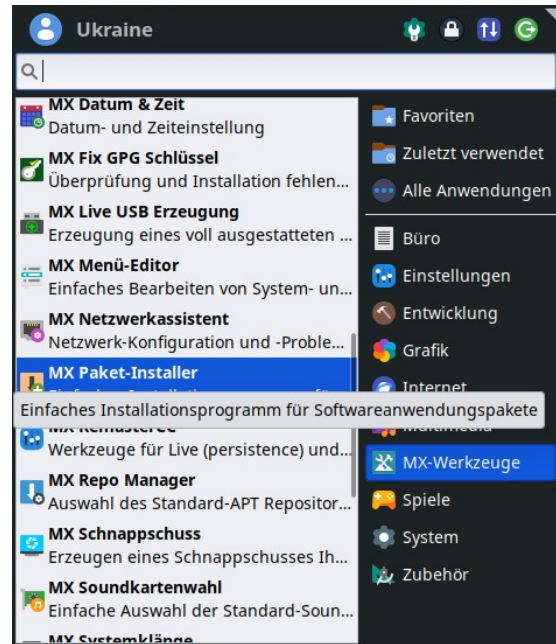 Ukraine
MX Datum & Zeit
Datum- und Zeiteinstellung
MX Fix GPG Schlüssel
Überprüfung und Installation fehlen...
MX Live USB Erzeugung
Erzeugung eines voll ausgestatteten ...
MX Menü-Editor
Einfaches Bearbeiten von System- un...
MX Netzwerkassistent
Netzwerk-Konfiguration und -Proble...
MX Paket-Installer
Einfaches Installationsprogramm für Softwareanwendungspakete
Werkzeuge für Live (persistence) und...
MX Repo Manager
Auswahl des Standard-APT Repositor...
MX Schnappschuss
Erzeugen eines Schnappschusses Ih...
MX Soundkartenwahl
Einfache Auswahl der Standard-Soun...
MX Systemklänge
Favoriten
Zuletzt verwendet
Alle Anwendungen
Büro
Einstellungen
Entwicklung
Grafik
Internet
Multimedia
MX-Werkzeuge
Spiele
System
Zubehör